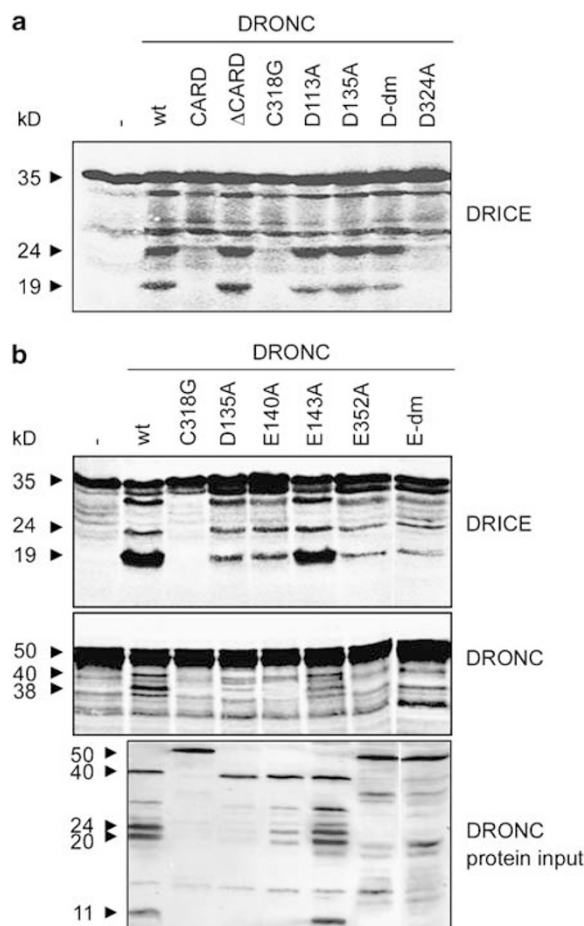 a
DRONC
kD - wt CARD ΔCARD C318G D113A D135A D-dm D324A
35 ►
24 ►
19 ►
DRICE
b
DRONC
kD - wt C318G D135A E140A E143A E352A E-dm
35 ►
24 ►
19 ►
DRICE
50 ►
40 ►
38 ►
DRONC
50 ►
40 ►
24 ►
20 ►
11 ►
DRONC
protein input